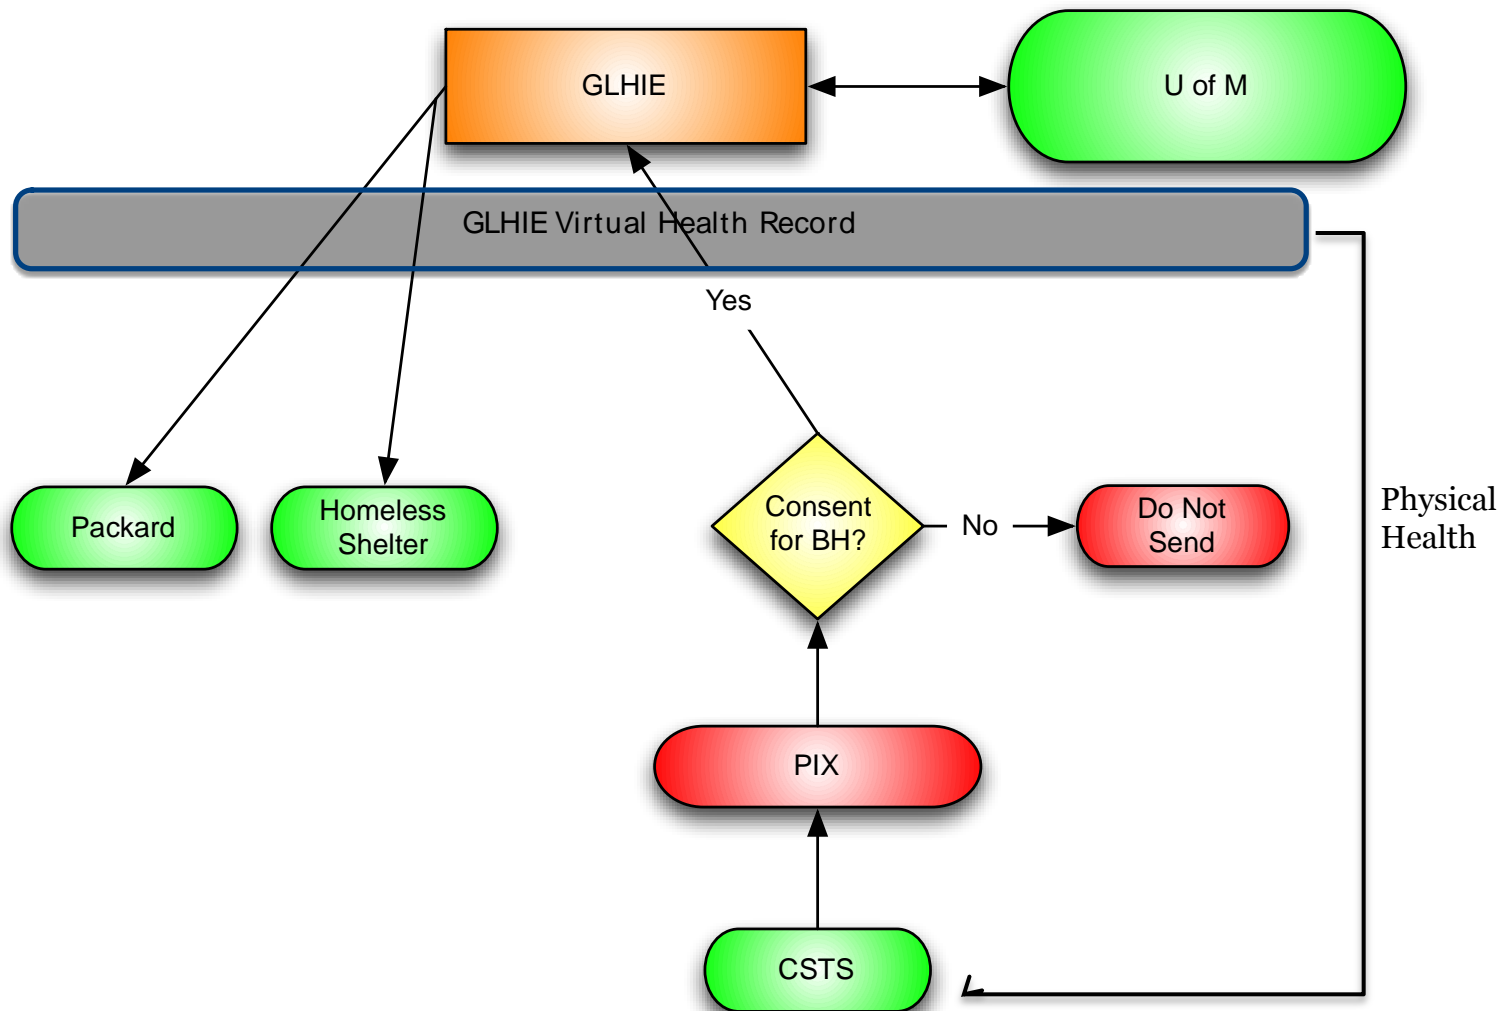 GLHIE
U of M
GLHIE Virtual Health Record
Yes
Packard
Homeless
Shelter
Consent
for BH?
No
Do Not
Send
Physical
Health
PIX
CSTS